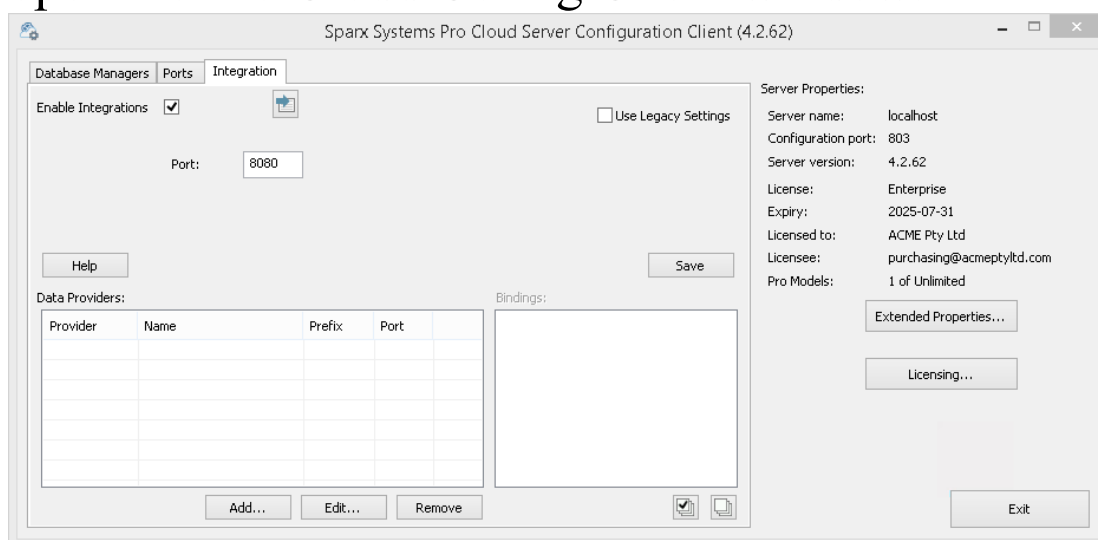 Sparx Systems Pro Cloud Server Configuration Client (4.2.62)
Database Managers Ports Integration
Enable Integrations
Use Legacy Settings
Port: 8080
Help
Save
Data Providers:
Bindings:
Provider Name Prefix Port
Add... Edit... Remove
Server Properties:
Server name: localhost
Configuration port: 803
Server version: 4.2.62
License: Enterprise
Expiry: 2025-07-31
Licensed to: ACME Pty Ltd
Licensee: purchasing@acmeptyltd.com
Pro Models: 1 of Unlimited
Extended Properties...
Licensing...
Exit